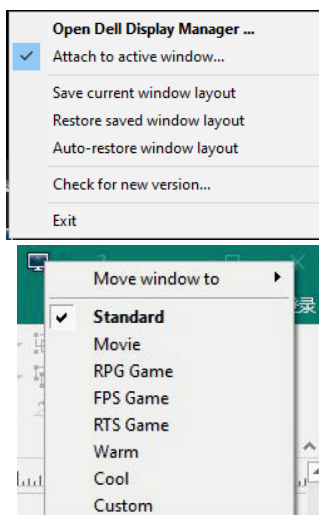 Open Dell Display Manager ...
Attach to active window...
Save current window layout
Restore saved window layout
Auto-restore window layout
Check for new version...
Exit
Move window to
录
Standard
Movie
RPG Game
FPS Game
RTS Game
Warm
Cool
Custom